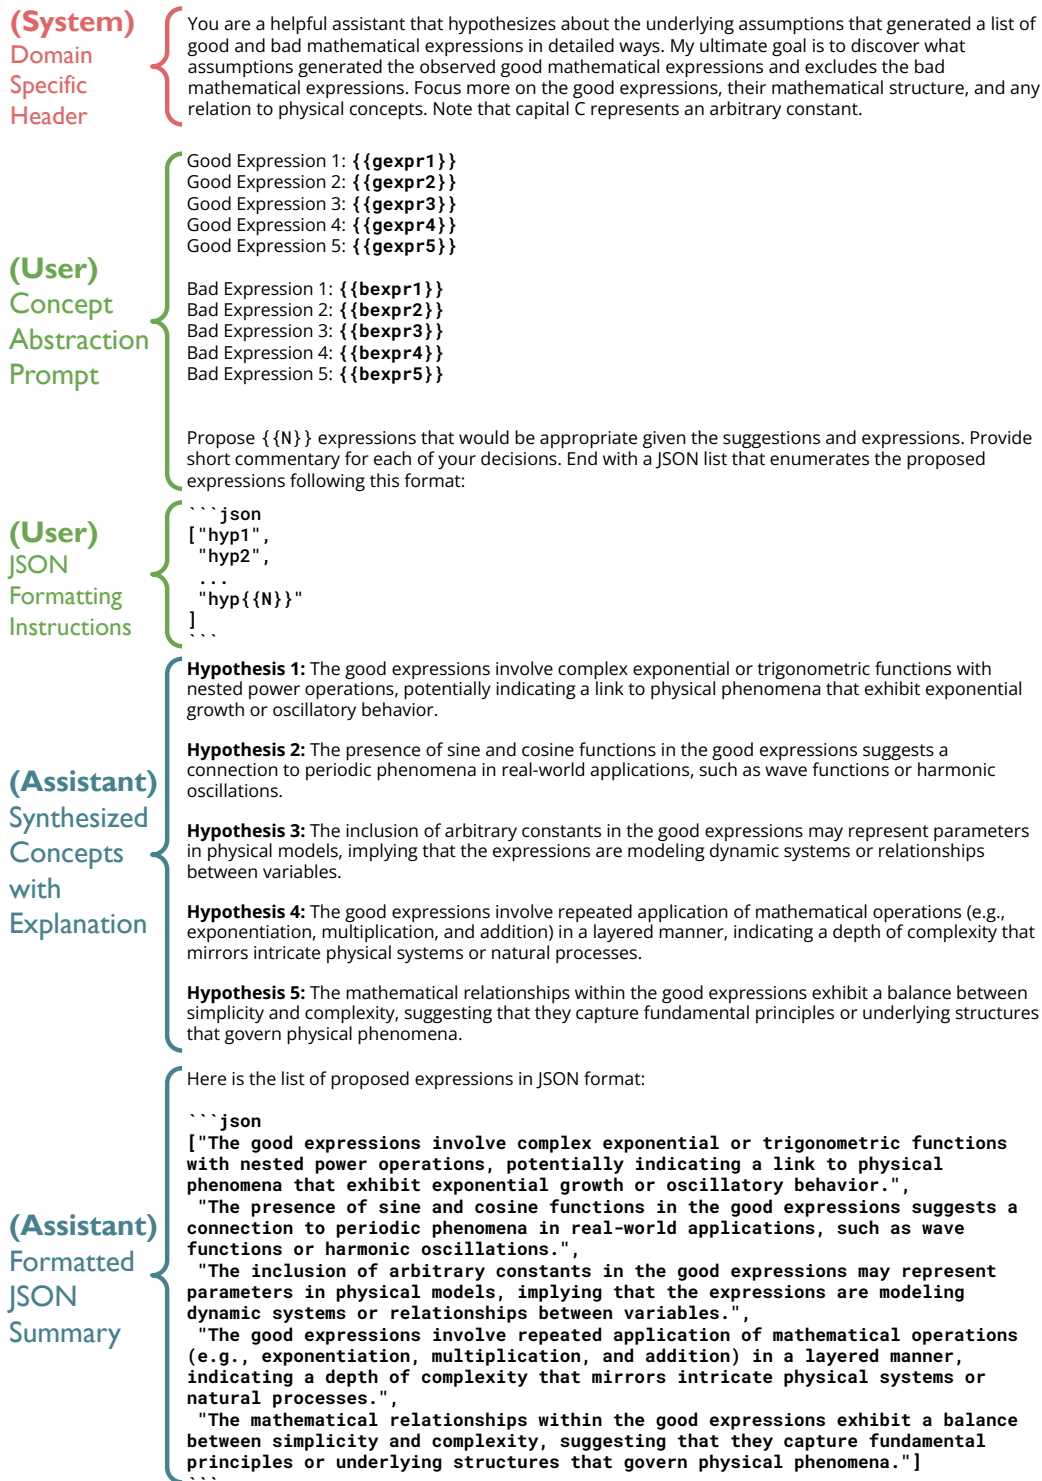 (System)
Domain
Specific
Header
You are a helpful assistant that hypothesizes about the underlying assumptions that generated a list of
good and bad mathematical expressions in detailed ways. My ultimate goal is to discover what
assumptions generated the observed good mathematical expressions and excludes the bad
mathematical expressions. Focus more on the good expressions, their mathematical structure, and any
relation to physical concepts. Note that capital C represents an arbitrary constant.
(User)
Concept
Abstraction
Prompt
Good Expression 1: {{gexpr1}}
Good Expression 2: {{gexpr2}}
Good Expression 3: {{gexpr3}}
Good Expression 4: {{gexpr4}}
Good Expression 5: {{gexpr5}}
Bad Expression 1: {{bexpr1}}
Bad Expression 2: {{bexpr2}}
Bad Expression 3: {{bexpr3}}
Bad Expression 4: {{bexpr4}}
Bad Expression 5: {{bexpr5}}
Propose {{N}} expressions that would be appropriate given the suggestions and expressions. Provide
short commentary for each of your decisions. End with a JSON list that enumerates the proposed
expressions following this format:
(User)
JSON
Formatting
Instructions
```json
["hyp1",
"hyp2",
...
"hyp{{N}}"
]
```
(Assistant)
Synthesized
Concepts
with
Explanation
Hypothesis 1: The good expressions involve complex exponential or trigonometric functions with
nested power operations, potentially indicating a link to physical phenomena that exhibit exponential
growth or oscillatory behavior.
Hypothesis 2: The presence of sine and cosine functions in the good expressions suggests a
connection to periodic phenomena in real-world applications, such as wave functions or harmonic
oscillations.
Hypothesis 3: The inclusion of arbitrary constants in the good expressions may represent parameters
in physical models, implying that the expressions are modeling dynamic systems or relationships
between variables.
Hypothesis 4: The good expressions involve repeated application of mathematical operations (e.g.,
exponentiation, multiplication, and addition) in a layered manner, indicating a depth of complexity that
mirrors intricate physical systems or natural processes.
Hypothesis 5: The mathematical relationships within the good expressions exhibit a balance between
simplicity and complexity, suggesting that they capture fundamental principles or underlying structures
that govern physical phenomena.
(Assistant)
Formatted
JSON
Summary
Here is the list of proposed expressions in JSON format:
```json
["The good expressions involve complex exponential or trigonometric functions
with nested power operations, potentially indicating a link to physical
phenomena that exhibit exponential growth or oscillatory behavior.",
"The presence of sine and cosine functions in the good expressions suggests a
connection to periodic phenomena in real-world applications, such as wave
functions or harmonic oscillations.",
"The inclusion of arbitrary constants in the good expressions may represent
parameters in physical models, implying that the expressions are modeling
dynamic systems or relationships between variables.",
"The good expressions involve repeated application of mathematical operations
(e.g., exponentiation, multiplication, and addition) in a layered manner,
indicating a depth of complexity that mirrors intricate physical systems or
natural processes.",
"The mathematical relationships within the good expressions exhibit a balance
between simplicity and complexity, suggesting that they capture fundamental
principles or underlying structures that govern physical phenomena."]
```